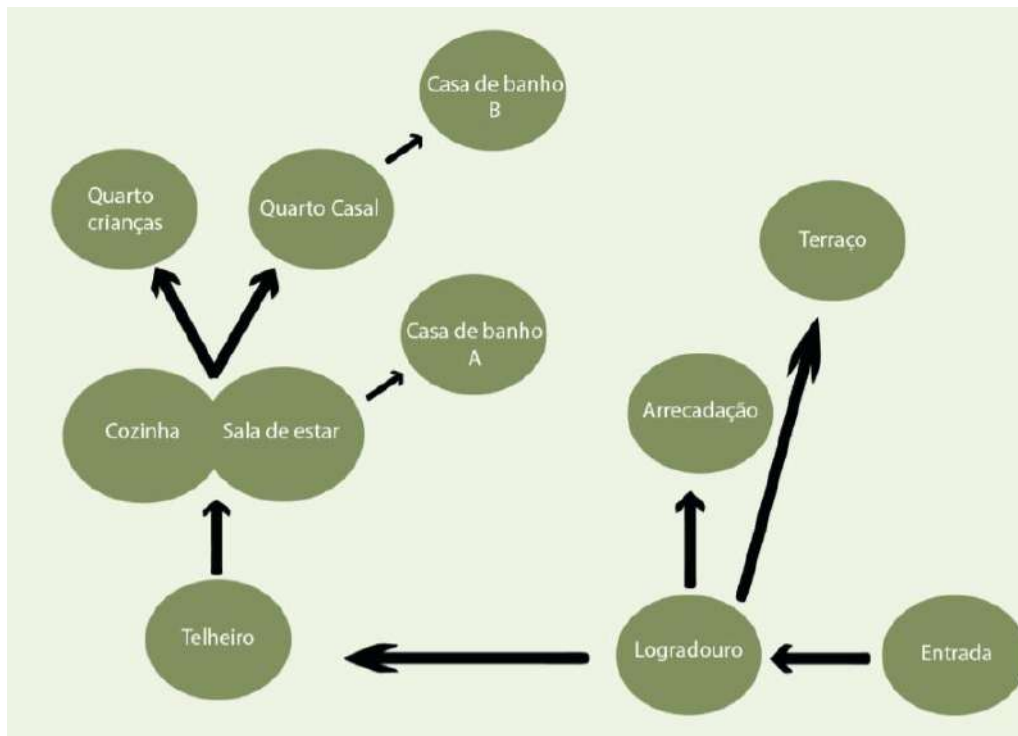 Casa de banho
B
Quarto
crianças
Quarto Casal
Terraço
Casa de banho
A
Arrecadação
Cozinha
Sala de estar
Telheiro
Logradouro
Entrada